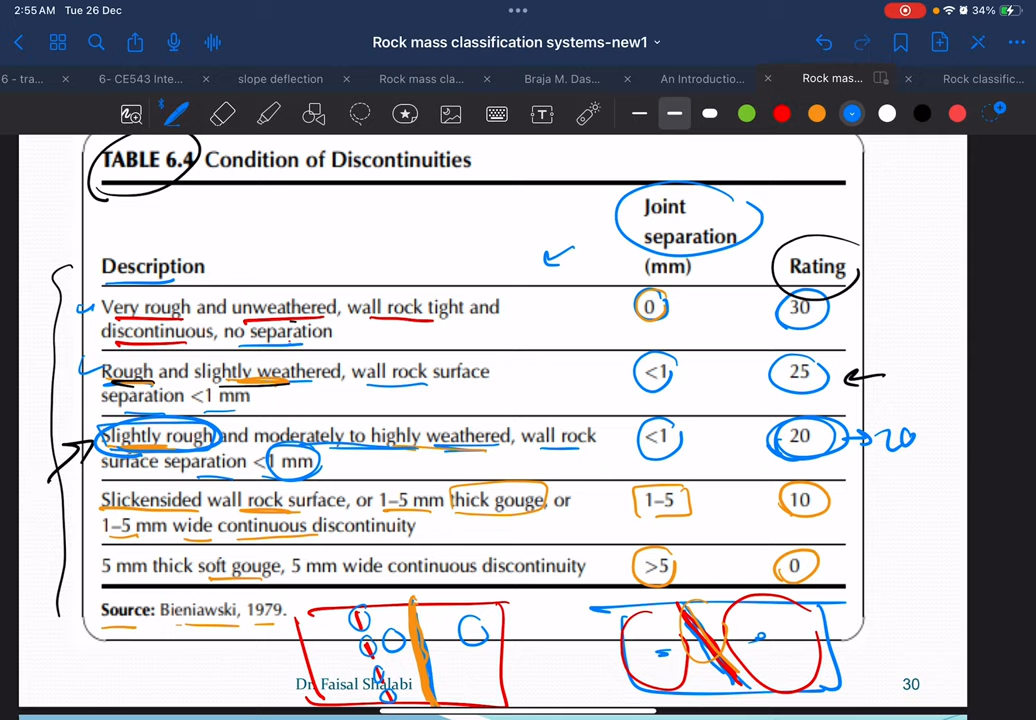 2:55 AM Tue 26 Dec
34%
Rock mass classification systems-new1
6 - tra...
6- CE543 Inte...
slope deflection
Rock mass cla...
Braja M. Das...
An Introductio...
Rock mas...
Rock classific...
TABLE 6.4 Condition of Discontinuities
Joint
separation
Description (mm) Rating
Very rough and unweathered, wall rock tight and 0 30
discontinuous, no separation
Rough and slightly weathered, wall rock surface <1 25
separation <1 mm
Slightly rough and moderately to highly weathered, wall rock <1 20 → 20
surface separation <1 mm
Slickensided wall rock surface, or 1–5 mm thick gouge, or 1–5 10
1–5 mm wide continuous discontinuity
5 mm thick soft gouge, 5 mm wide continuous discontinuity >5 0
Source: Bieniawski, 1979.
Dr. Faisal Shalabi
30